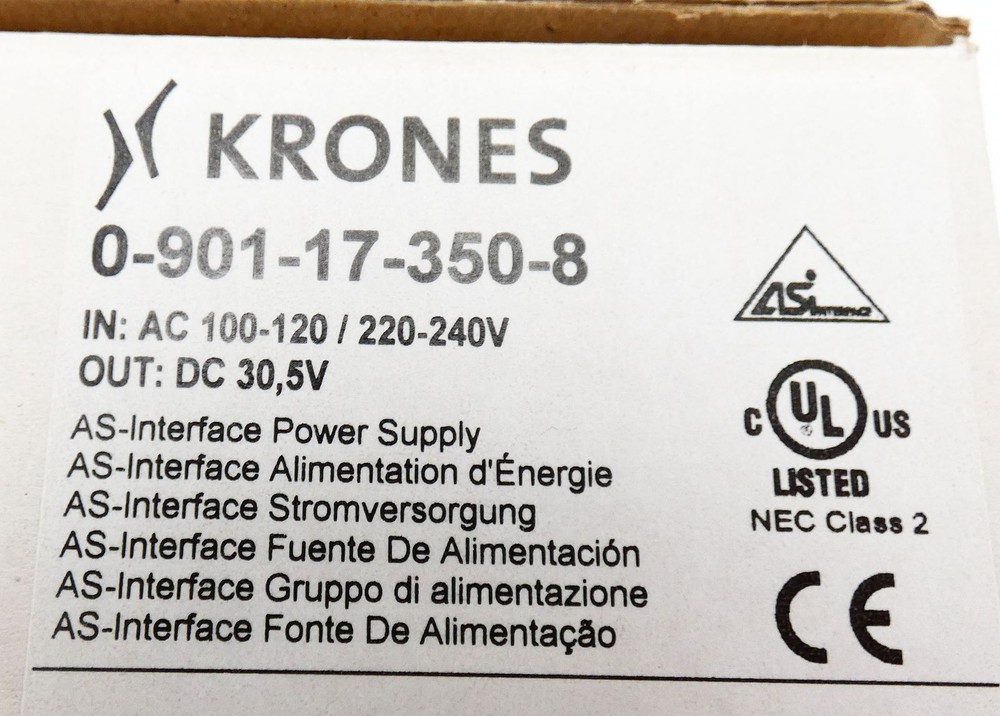 KRONES
0-901-17-350-8
IN: AC 100-120 / 220-240V
OUT: DC 30,5V
AS-Interface Power Supply
AS-Interface Alimentation d'Énergie
AS-Interface Stromversorgung
AS-Interface Fuente De Alimentación
AS-Interface Gruppo di alimentazione
AS-Interface Fonte De Alimentação
ASi INTERFACE
C UL US
LISTED
NEC Class 2
CE